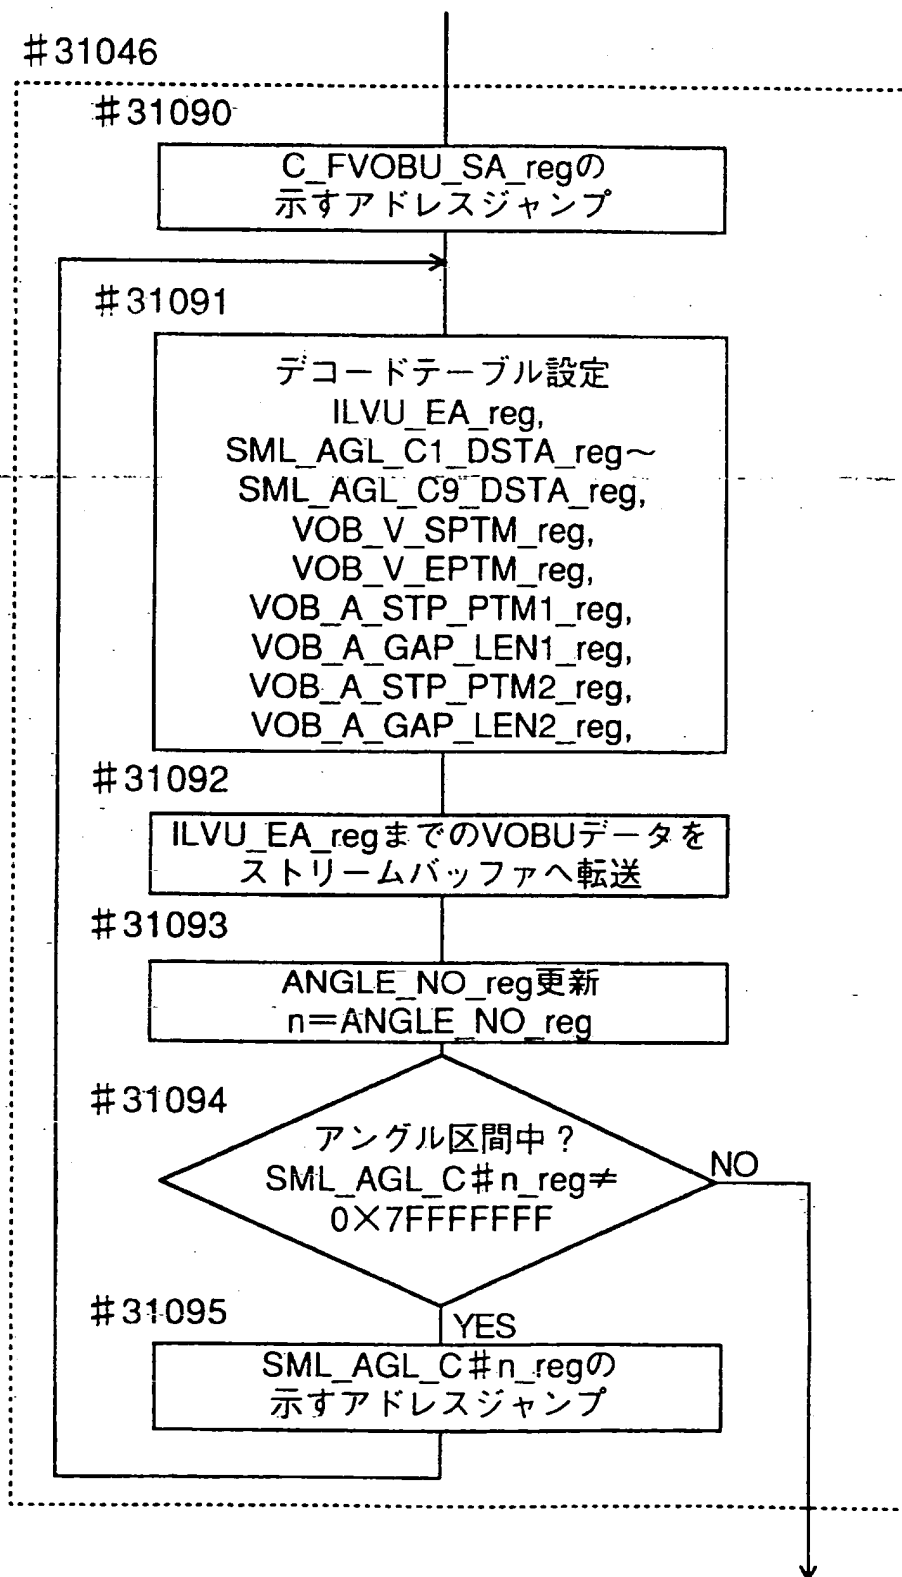 #31046
#31090
C_FVOBU_SA_regの
示すアドレスジャンプ
#31091
デコードテーブル設定
ILVU_EA_reg,
SML_AGL_C1_DSTA_reg～
SML_AGL_C9_DSTA_reg,
VOB_V_SPTM_reg,
VOB_V_EPTM_reg,
VOB_A_STP_PTM1_reg,
VOB_A_GAP_LEN1_reg,
VOB_A_STP_PTM2_reg,
VOB_A_GAP_LEN2_reg,
#31092
ILVU_EA_regまでのVOBUデータを
ストリームバッファへ転送
#31093
ANGLE_NO_reg更新
n=ANGLE_NO_reg
#31094
アングル区間中？
SML_AGL_C#n_reg≠
0×7FFFFFFF
NO
#31095
YES
SML_AGL_C#n_regの
示すアドレスジャンプ